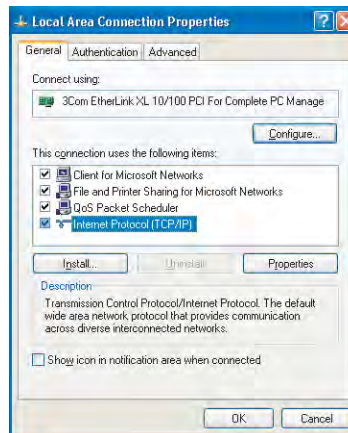 Local Area Connection Properties
General Authentication Advanced
Connect using:
3Com EtherLink XL 10/100 PCI For Complete PC Manage
Configure...
This connection uses the following items:
Client for Microsoft Networks
File and Printer Sharing for Microsoft Networks
QoS Packet Scheduler
Internet Protocol (TCP/IP)
Install... Uninstall Properties
Description
Transmission Control Protocol/Internet Protocol. The default
wide area network protocol that provides communication
across diverse interconnected networks.
Show icon in notification area when connected
OK Cancel